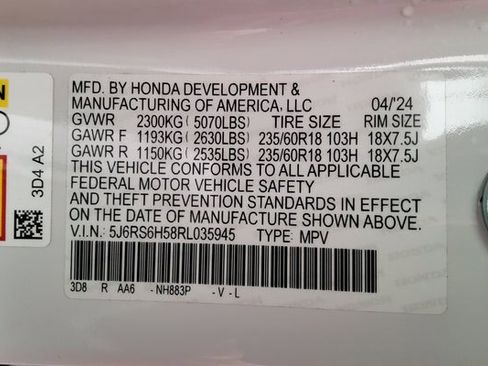 MFD. BY HONDA DEVELOPMENT &
MANUFACTURING OF AMERICA, LLC 04/'24
GVWR 2300KG(5070LBS) TIRE SIZE RIM SIZE
GAWR F 1193KG(2630LBS) 235/60R18 103H 18X7.5J
GAWR R 1150KG(2535LBS) 235/60R18 103H 18X7.5J
THIS VEHICLE CONFORMS TO ALL APPLICABLE
FEDERAL MOTOR VEHICLE SAFETY
AND THEFT PREVENTION STANDARDS IN EFFECT
ON THE DATE OF MANUFACTURE SHOWN ABOVE.
V.I.N: 5J6RS6H58RL035945 TYPE: MPV
3D8 R AA6 -NH883P -V-L
3D4 A2